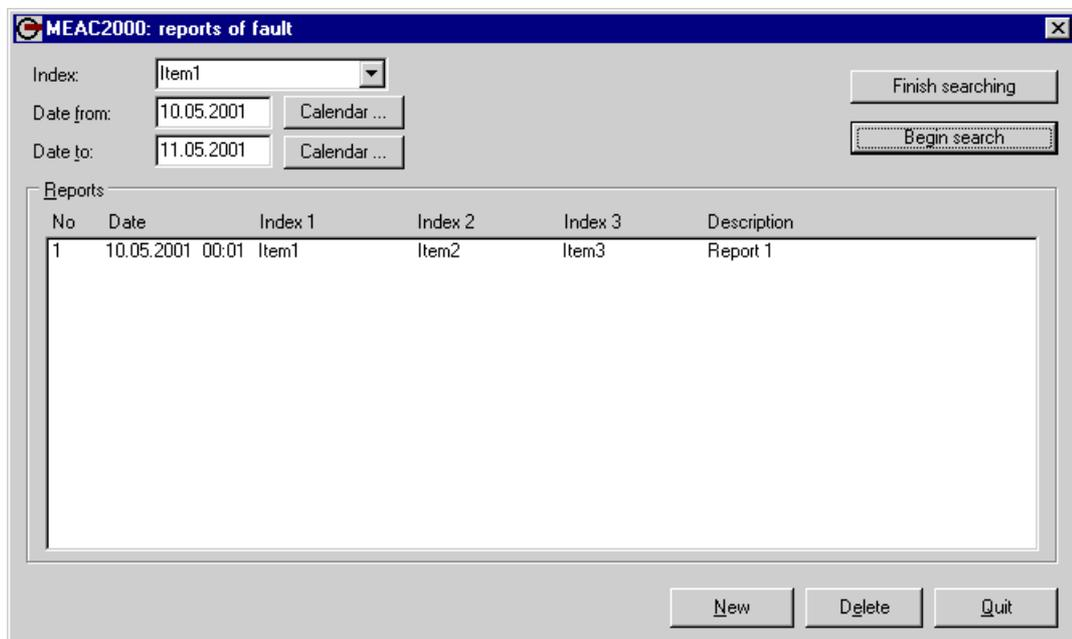 MEAC2000: reports of fault
Index: Item1
Finish searching
Date from: 10.05.2001 Calendar ...
Begin search
Date to: 11.05.2001 Calendar ...
Reports
No Date Index 1 Index 2 Index 3 Description
1 10.05.2001 00:01 Item1 Item2 Item3 Report 1
New Delete Quit